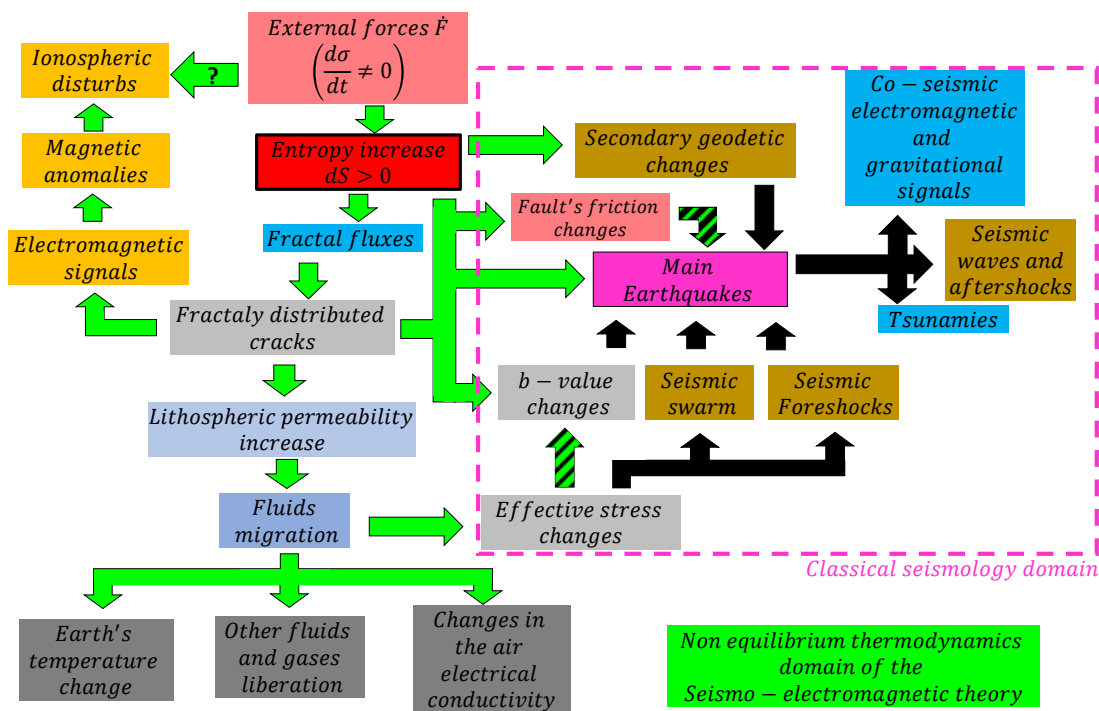 External forces Ḟ
(dσ/dt ≠ 0)
Ionospheric
disturbs
?
Magnetic
anomalies
Electromagnetic
signals
Entropy increase
dS > 0
Fractal fluxes
Fractaly distributed
cracks
Lithospheric permeability
increase
Fluids
migration
Earth's
temperature
change
Other fluids
and gases
liberation
Changes in
the air
electrical
conductivity
Secondary geodetic
changes
Fault's friction
changes
Main
Earthquakes
Co − seismic
electromagnetic
and
gravitational
signals
Seismic
waves and
aftershocks
Tsunamies
b − value
changes
Seismic
swarm
Seismic
Foreshocks
Effective stress
changes
Classical seismology domain
Non equilibrium thermodynamics
domain of the
Seismo − electromagnetic theory